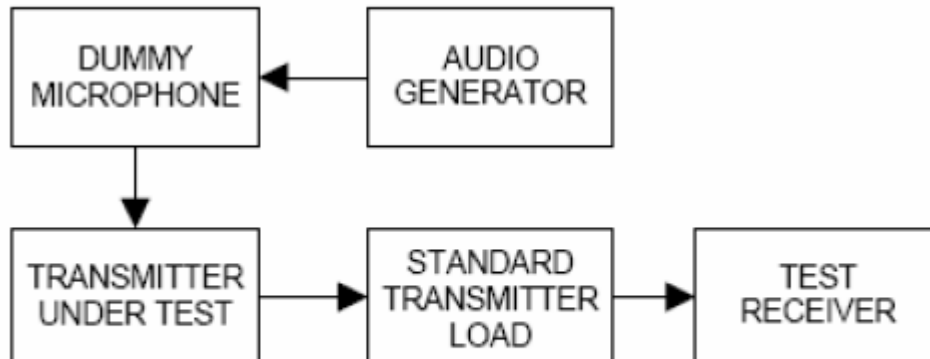 DUMMY
MICROPHONE
AUDIO
GENERATOR
TRANSMITTER
UNDER TEST
STANDARD
TRANSMITTER
LOAD
TEST
RECEIVER